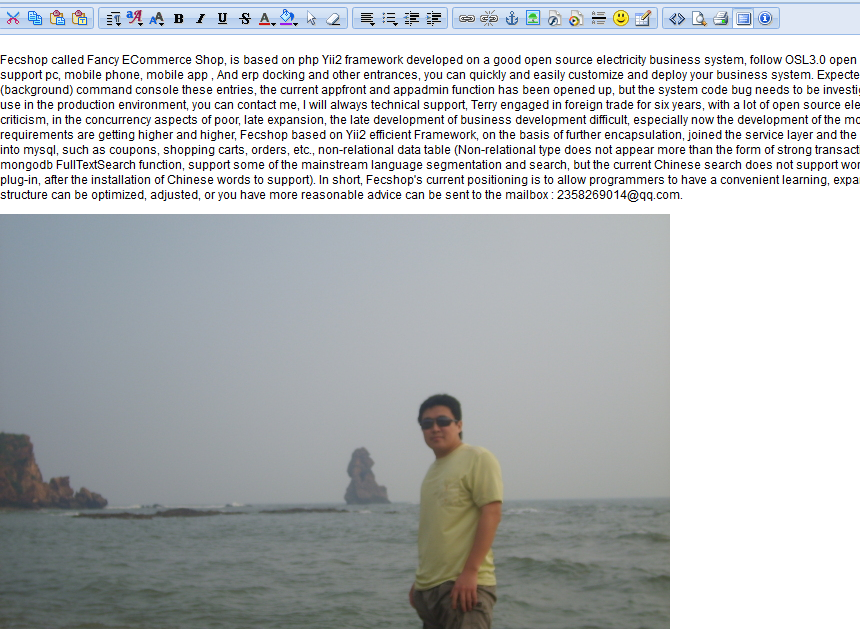 Fecshop called Fancy ECommerce Shop, is based on php Yii2 framework developed on a good open source electricity business system, follow OSL3.0 open
support pc, mobile phone, mobile app , And erp docking and other entrances, you can quickly and easily customize and deploy your business system.
(background) command console these entries, the current appfront and appadmin function has been opened up, but the system code bug needs to be
use in the production environment, you can contact me, I will always technical support, Terry engaged in foreign trade for six years, with a lot of open source
criticism, in the concurrency aspects of poor, late expansion, the late development of business development difficult, especially now the development of the
requirements are getting higher and higher, Fecshop based on Yii2 efficient Framework, on the basis of further encapsulation, joined the service layer and the
into mysql, such as coupons, shopping carts, orders, etc., non-relational data table (Non-relational type does not appear more than the form of strong
mongodb FullTextSearch function, support some of the mainstream language segmentation and search, but the current Chinese search does not support
plug-in, after the installation of Chinese words to support). In short, Fecshop's current positioning is to allow programmers to have a convenient learning,
structure can be optimized, adjusted, or you have more reasonable advice can be sent to the mailbox : 2358269014@qq.com.